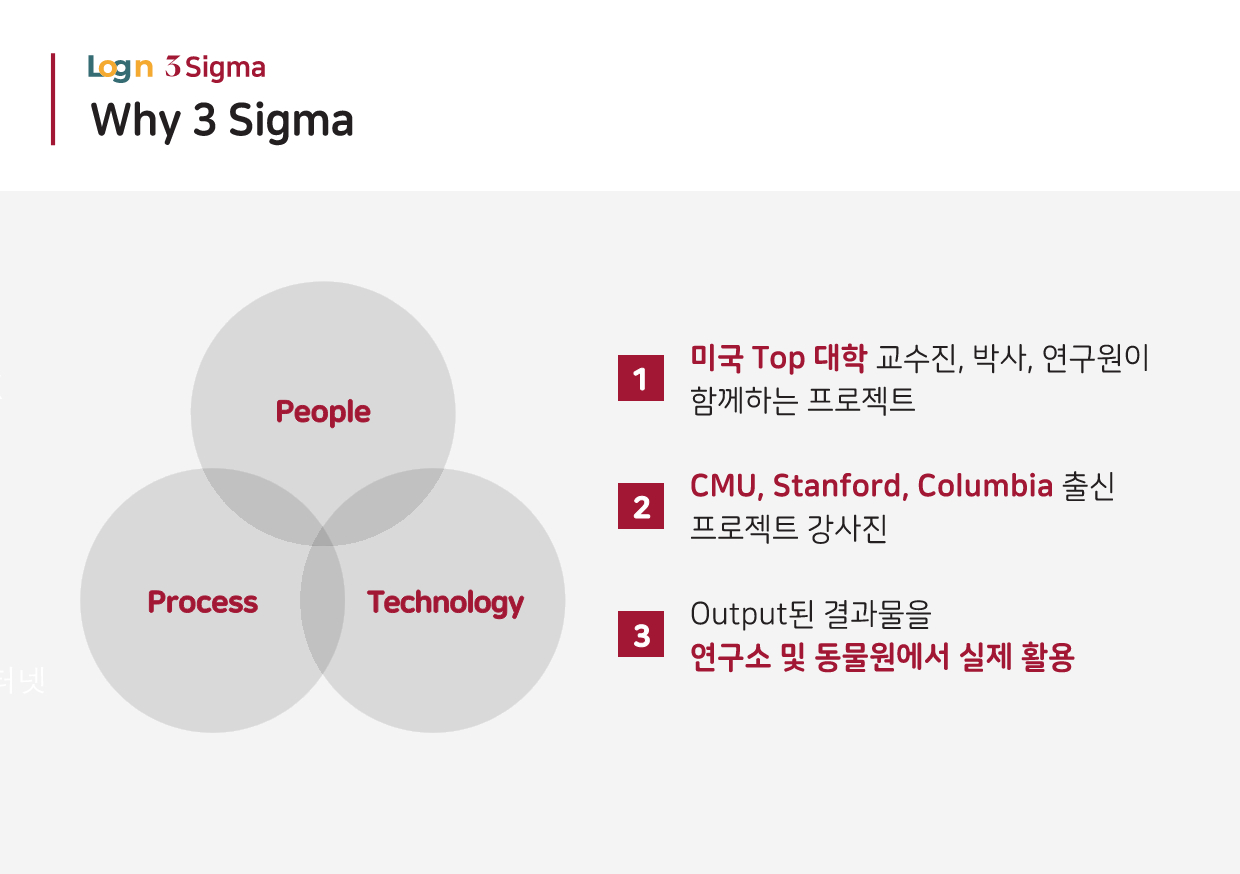 Login 3 Sigma
Why 3 Sigma
People
Process
Technology
1
미국 Top 대학 교수진, 박사, 연구원이
함께하는 프로젝트
2
CMU, Stanford, Columbia 출신
프로젝트 강사진
3
Output된 결과물을
연구소 및 동물원에서 실제 활용
터넷